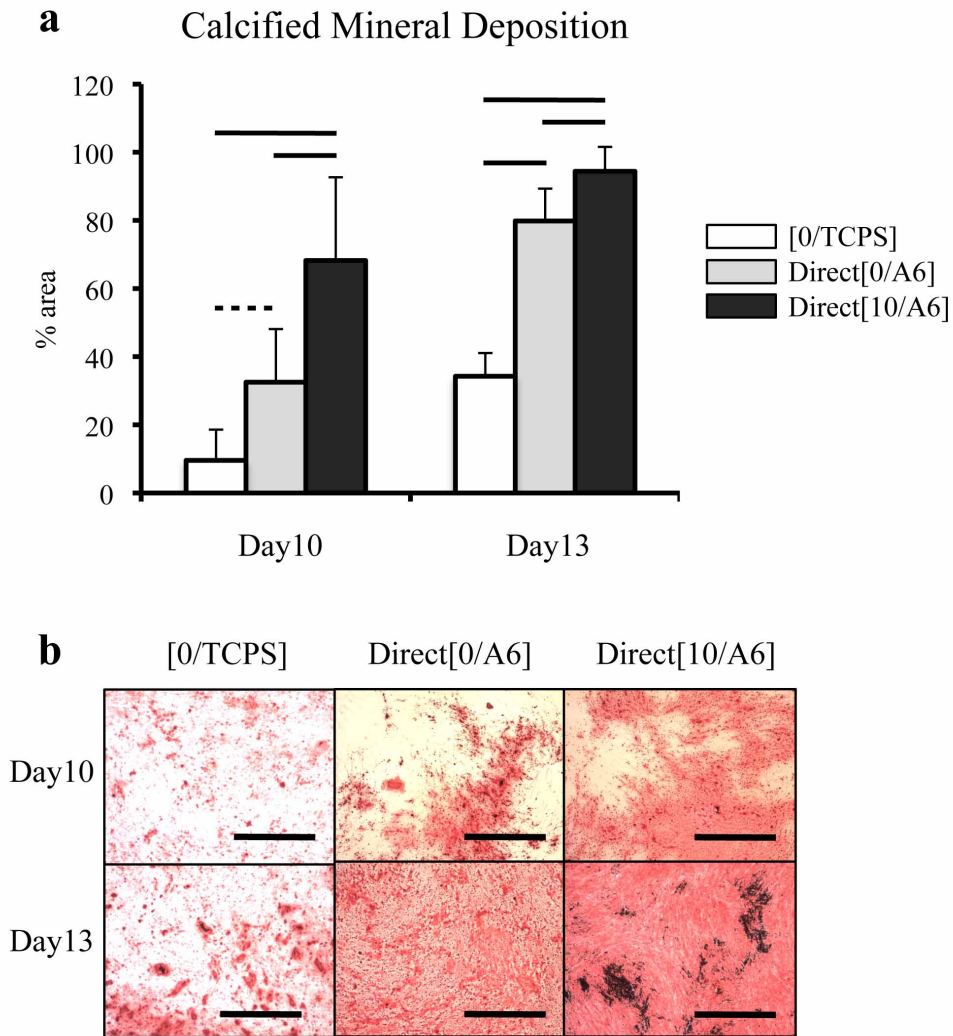 a
Calcified Mineral Deposition
120
100
80
60
40
20
0
% area
Day10 Day13
[0/TCPS]
Direct[0/A6]
Direct[10/A6]
b
[0/TCPS] Direct[0/A6] Direct[10/A6]
Day10
Day13